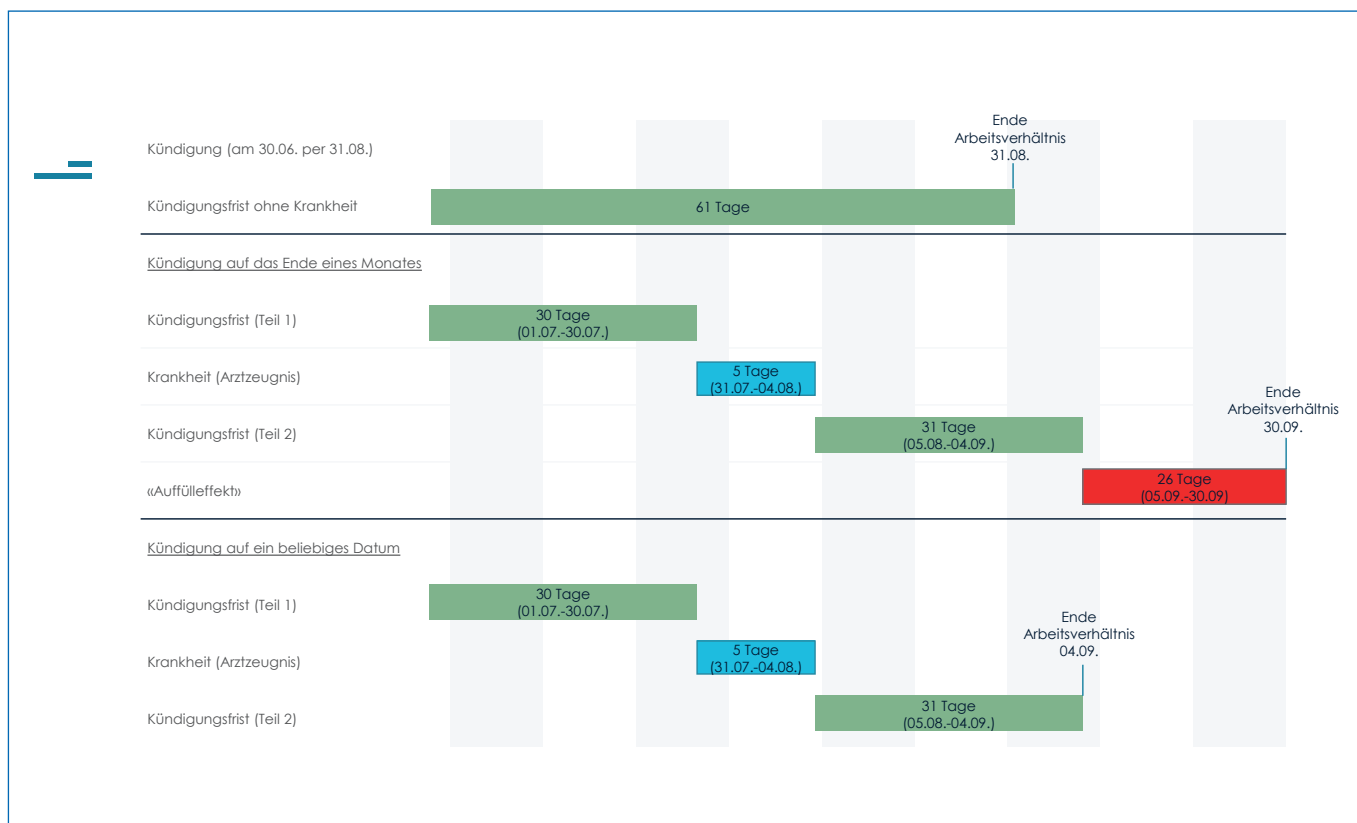 Kündigung (am 30.06. per 31.08.)
Ende
Arbeitsverhältnis
31.08.
Kündigungsfrist ohne Krankheit
61 Tage
Kündigung auf das Ende eines Monates
Kündigungsfrist (Teil 1)
30 Tage
(01.07.-30.07.)
Krankheit (Arztzeugnis)
5 Tage
(31.07.-04.08.)
Kündigungsfrist (Teil 2)
31 Tage
(05.08.-04.09.)
Ende
Arbeitsverhältnis
30.09.
«Auffülleffekt»
26 Tage
(05.09.-30.09)
Kündigung auf ein beliebiges Datum
Kündigungsfrist (Teil 1)
30 Tage
(01.07.-30.07.)
Krankheit (Arztzeugnis)
5 Tage
(31.07.-04.08.)
Ende
Arbeitsverhältnis
04.09.
Kündigungsfrist (Teil 2)
31 Tage
(05.08.-04.09.)